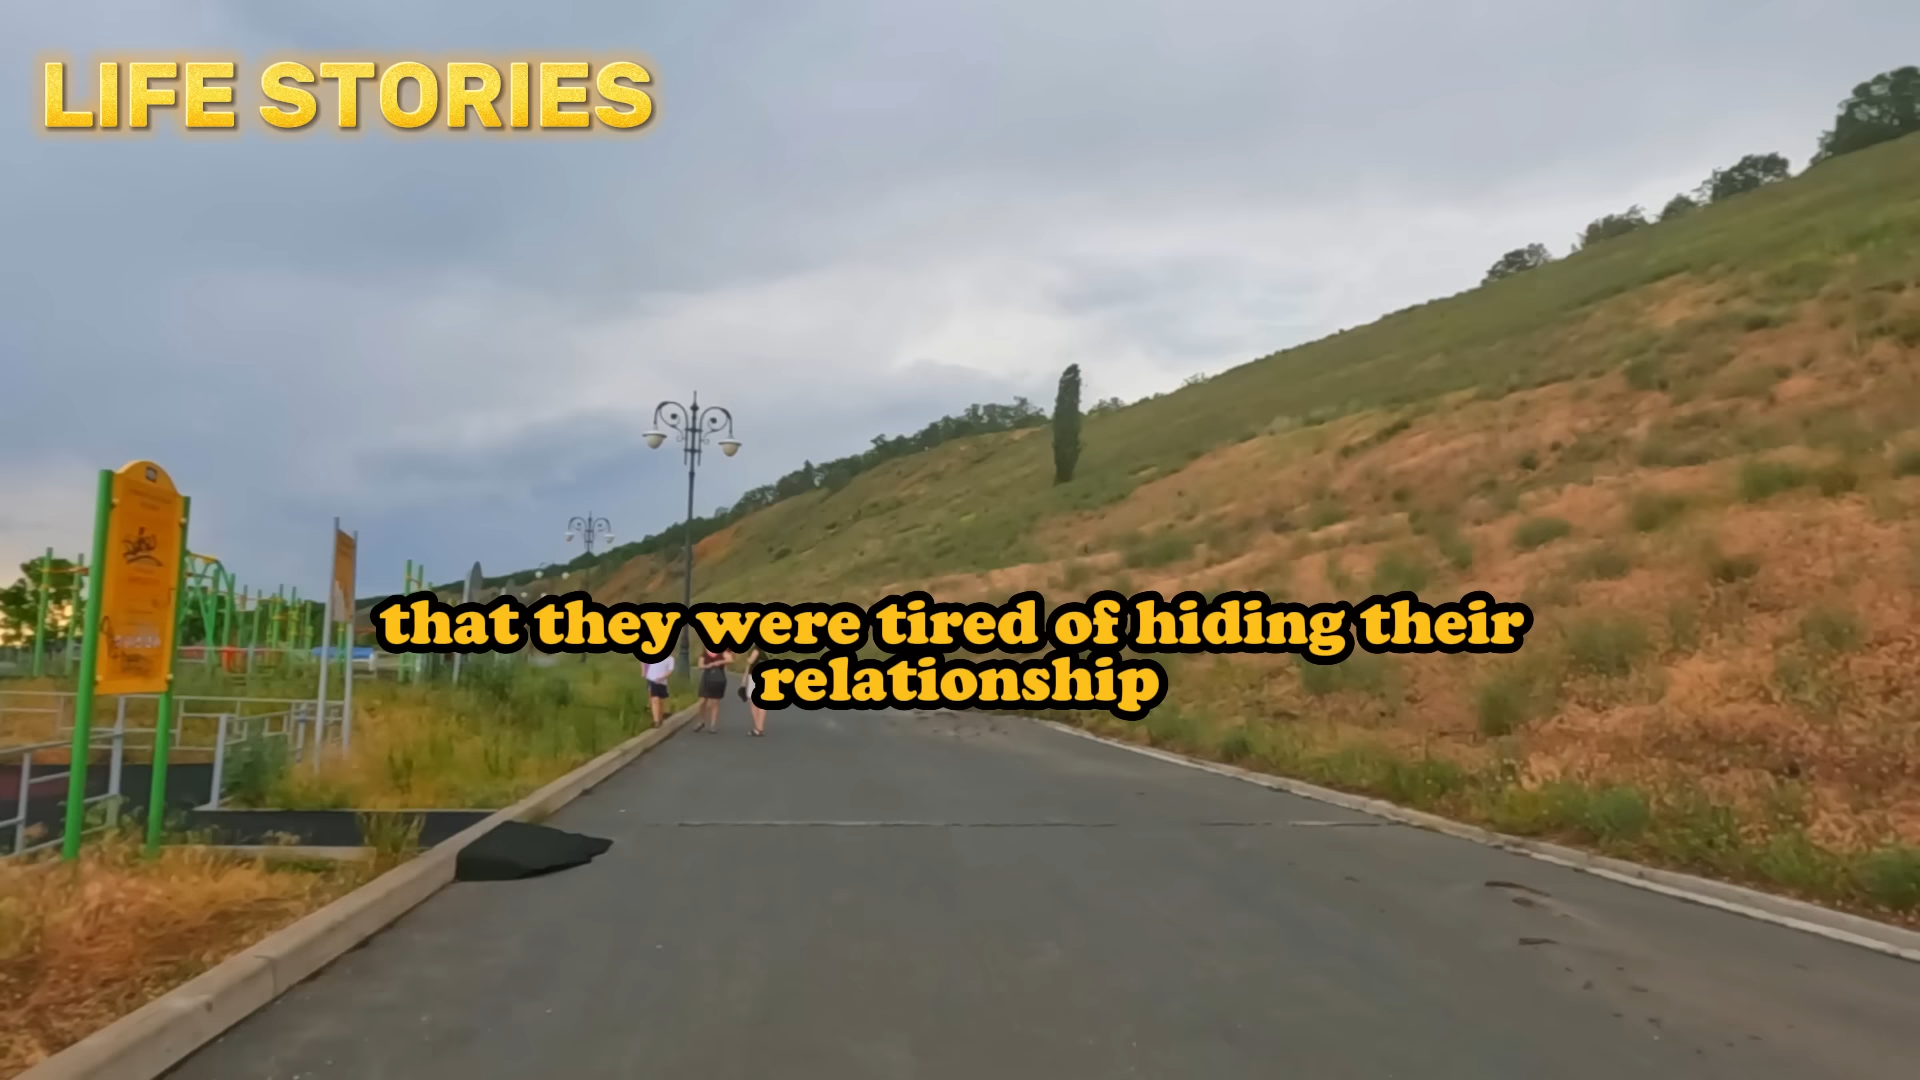 LIFE STORIES
that they were tired of hiding their
relationship